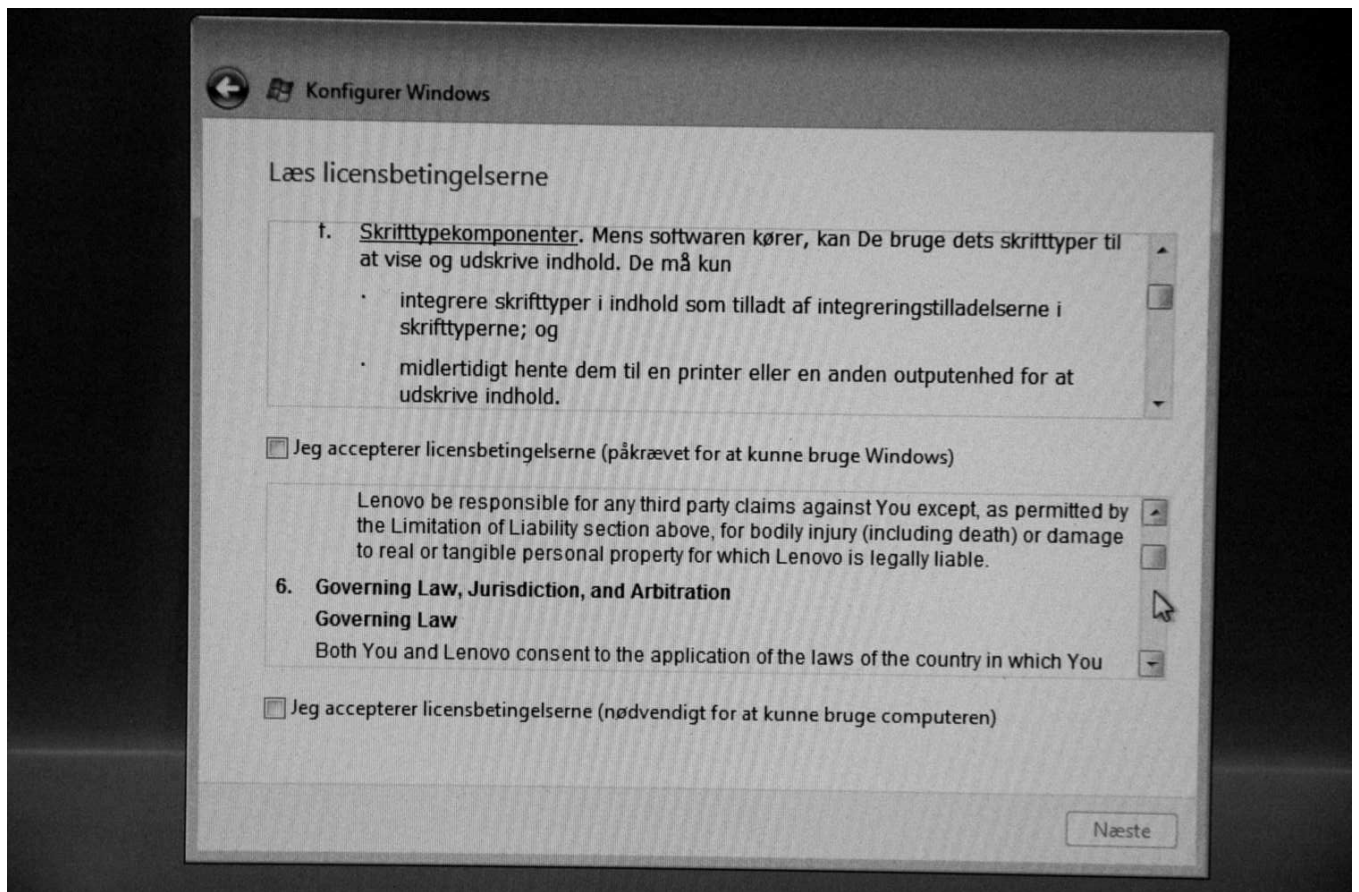 Konfigurer Windows
Læs licensbetingelserne
f. Skrifttypekomponenter. Mens softwaren kører, kan De bruge dets skrifttyper til
at vise og udskrive indhold. De må kun
· integrere skrifttyper i indhold som tilladt af integreringstilladelserne i
skrifttyperne; og
· midlertidigt hente dem til en printer eller en anden outputenhed for at
udskrive indhold.
Jeg accepterer licensbetingelserne (påkrævet for at kunne bruge Windows)
Lenovo be responsible for any third party claims against You except, as permitted by
the Limitation of Liability section above, for bodily injury (including death) or damage
to real or tangible personal property for which Lenovo is legally liable.
6. Governing Law, Jurisdiction, and Arbitration
Governing Law
Both You and Lenovo consent to the application of the laws of the country in which You
Jeg accepterer licensbetingelserne (nødvendigt for at kunne bruge computeren)
Næste